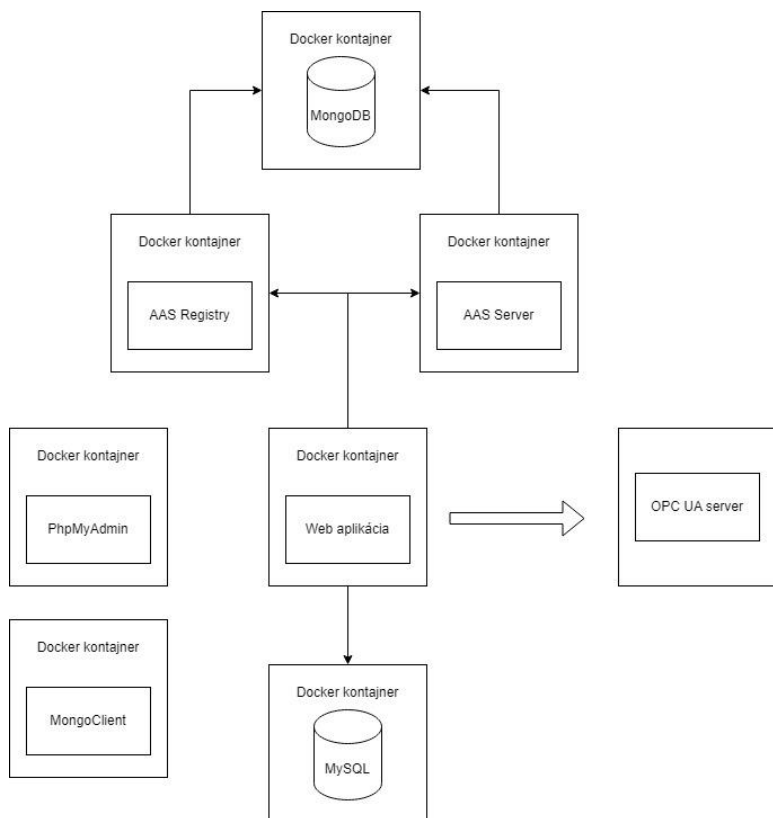 Docker kontajner
MongoDB
Docker kontajner
AAS Registry
Docker kontajner
AAS Server
Docker kontajner
PhpMyAdmin
Docker kontajner
Web aplikácia
OPC UA server
Docker kontajner
MongoClient
Docker kontajner
MySQL